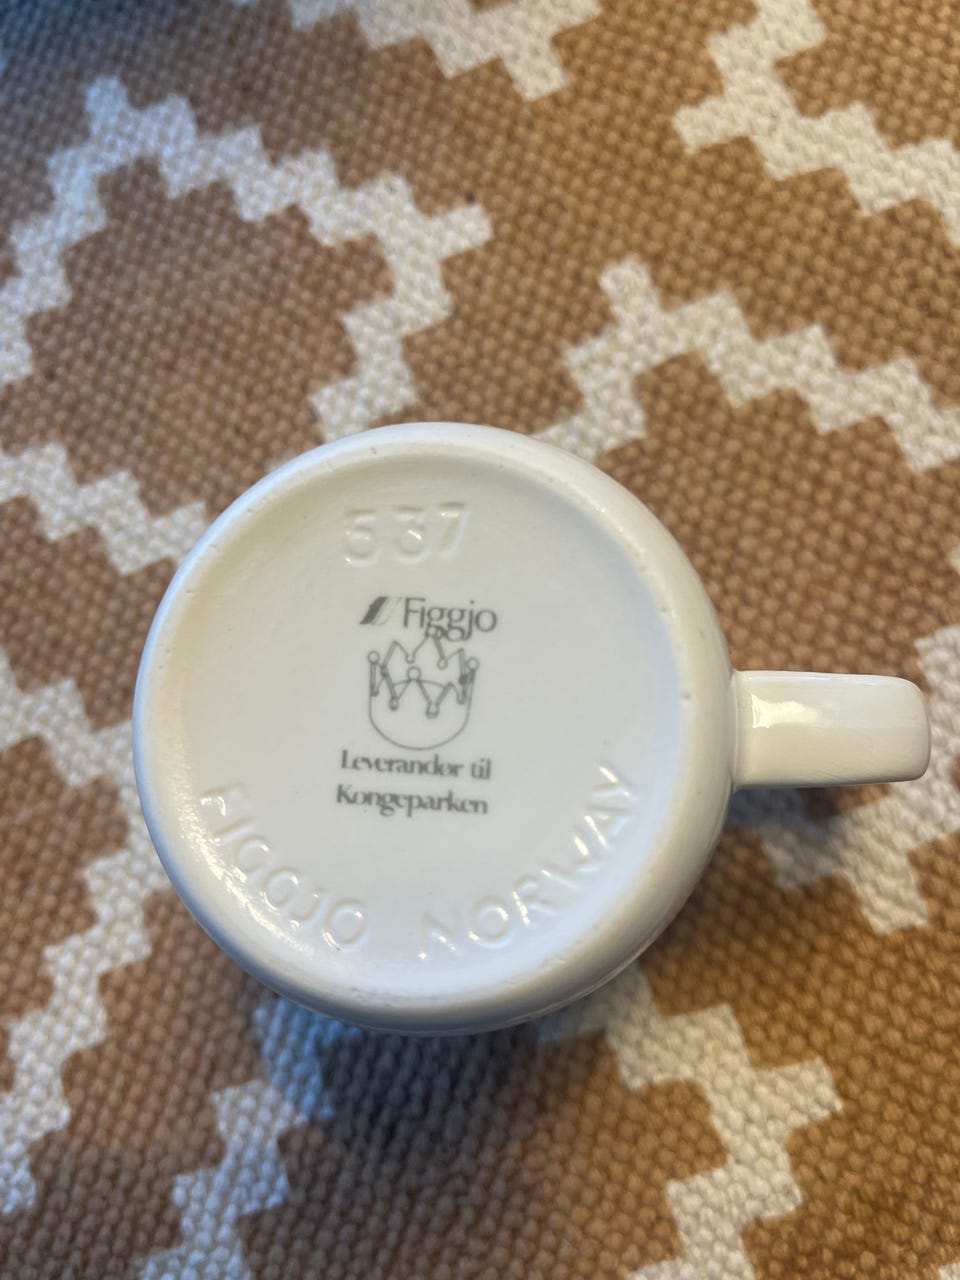 537
Figgjo
Leverandør til
Kongeparken
FIGGJO NORWAY